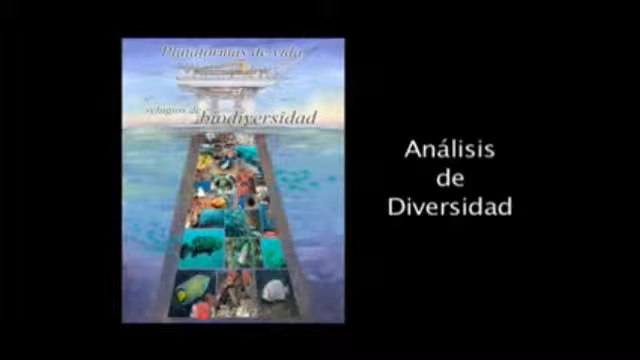 Plataformas de vida
refugios de biodiversidad
Análisis
de
Diversidad